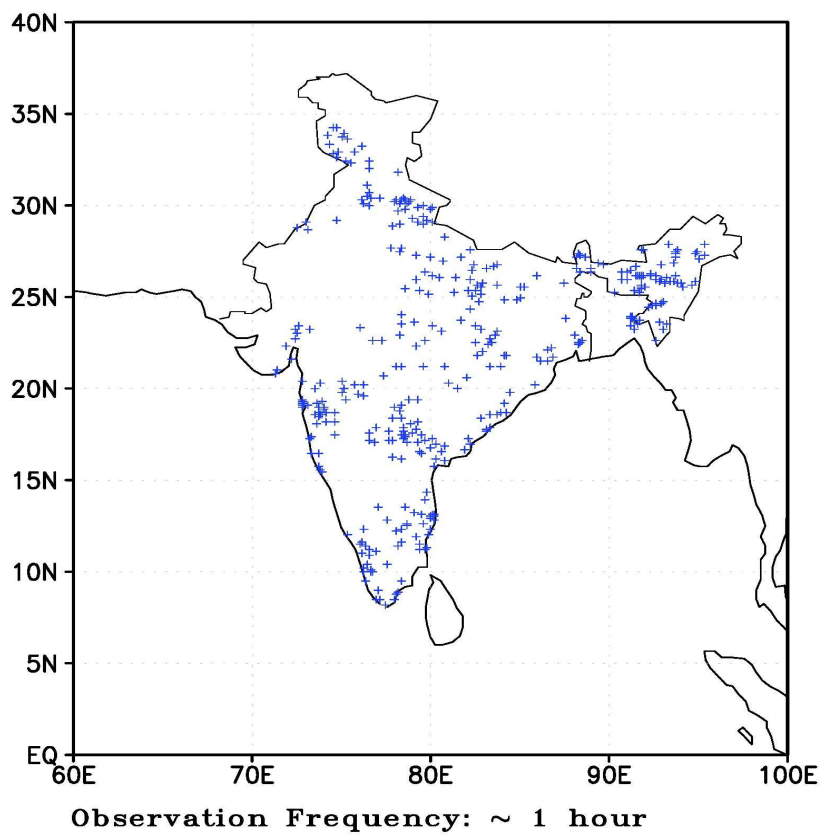 40N
35N
30N
25N
20N
15N
10N
5N
EQ
60E 70E 80E 90E 100E
Observation Frequency: ~ 1 hour